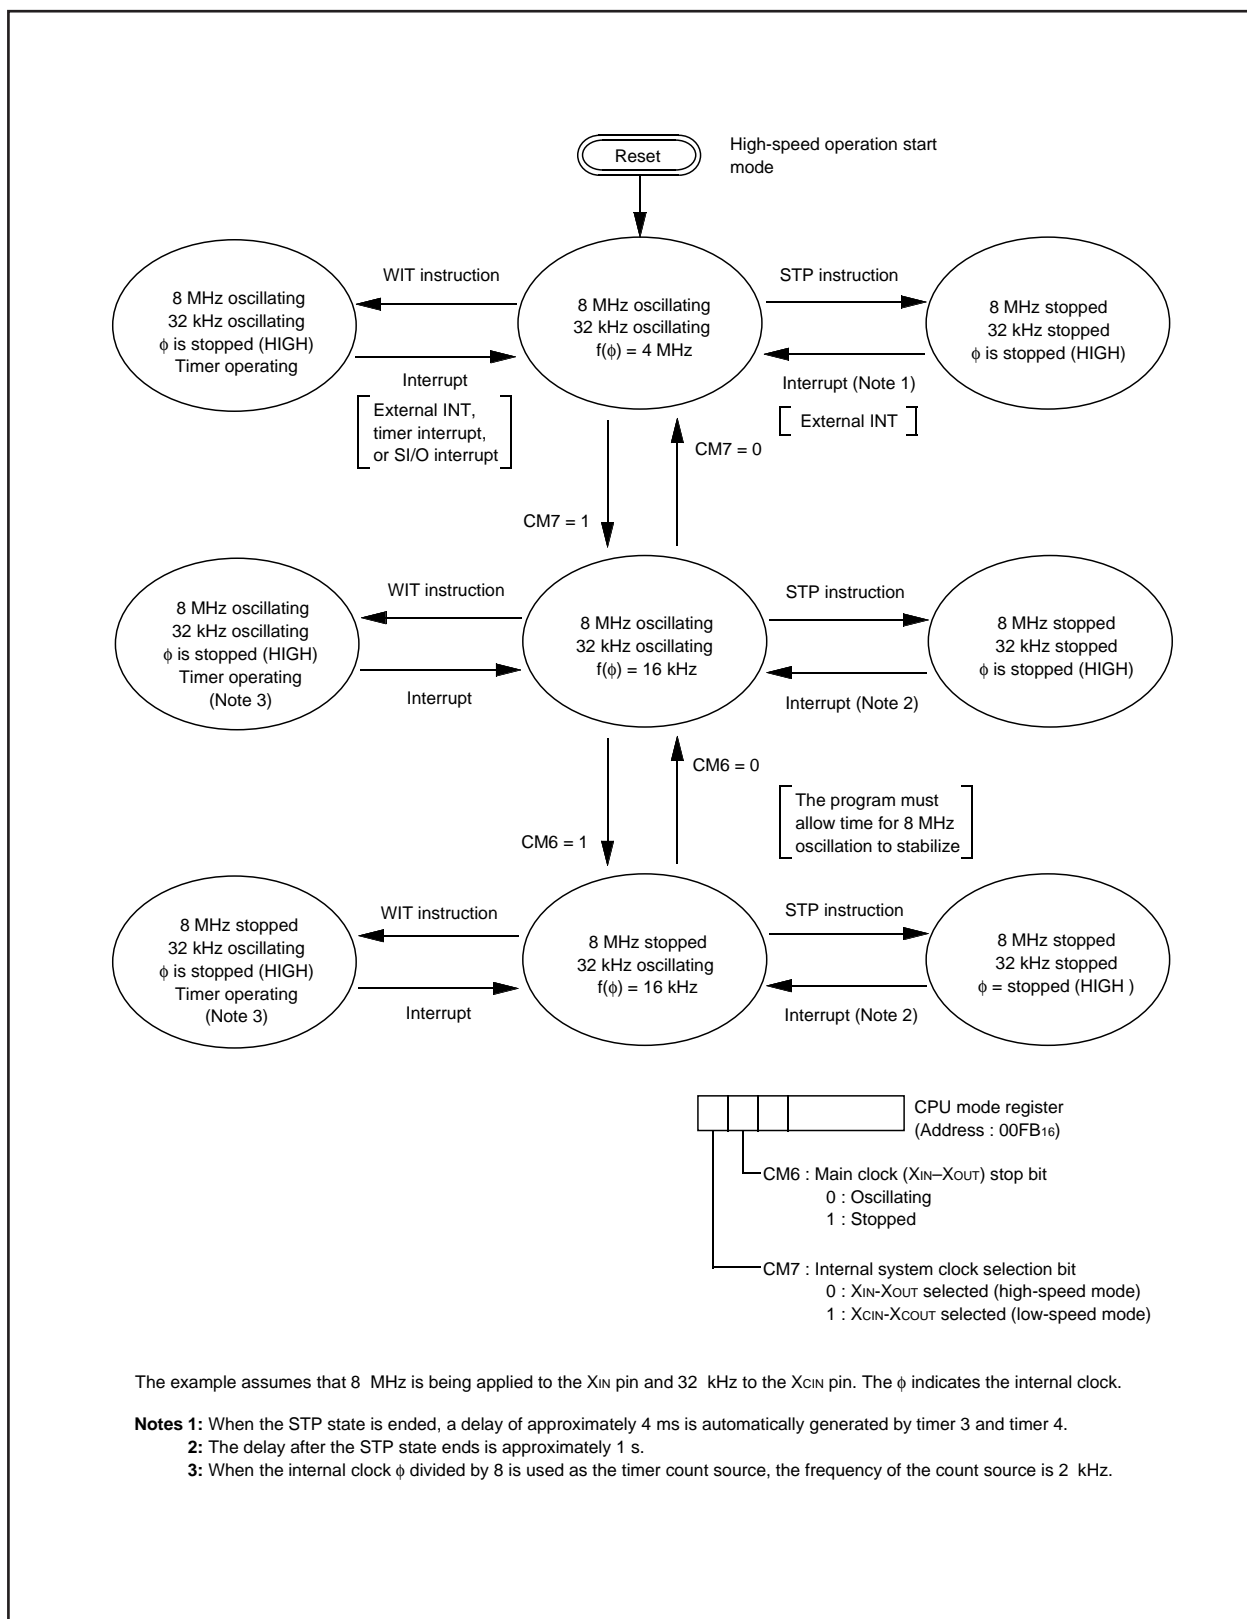 Reset
High-speed operation start
mode
8 MHz oscillating
32 kHz oscillating
ϕ is stopped (HIGH)
Timer operating
WIT instruction
Interrupt
External INT,
timer interrupt,
or SI/O interrupt
8 MHz oscillating
32 kHz oscillating
f(ϕ) = 4 MHz
STP instruction
Interrupt (Note 1)
External INT
8 MHz stopped
32 kHz stopped
ϕ is stopped (HIGH)
CM7 = 0
CM7 = 1
8 MHz oscillating
32 kHz oscillating
ϕ is stopped (HIGH)
Timer operating
(Note 3)
WIT instruction
Interrupt
8 MHz oscillating
32 kHz oscillating
f(ϕ) = 16 kHz
STP instruction
Interrupt (Note 2)
8 MHz stopped
32 kHz stopped
ϕ is stopped (HIGH)
CM6 = 0
CM6 = 1
The program must
allow time for 8 MHz
oscillation to stabilize
8 MHz stopped
32 kHz oscillating
ϕ is stopped (HIGH)
Timer operating
(Note 3)
WIT instruction
Interrupt
8 MHz stopped
32 kHz oscillating
f(ϕ) = 16 kHz
STP instruction
Interrupt (Note 2)
8 MHz stopped
32 kHz stopped
ϕ = stopped (HIGH )
CPU mode register
(Address : 00FB16)
CM6 : Main clock (XIN–XOUT) stop bit
0 : Oscillating
1 : Stopped
CM7 : Internal system clock selection bit
0 : XIN-XOUT selected (high-speed mode)
1 : XCIN-XCOUT selected (low-speed mode)
The example assumes that 8 MHz is being applied to the XIN pin and 32 kHz to the XCIN pin. The ϕ indicates the internal clock.
Notes 1: When the STP state is ended, a delay of approximately 4 ms is automatically generated by timer 3 and timer 4.
2: The delay after the STP state ends is approximately 1 s.
3: When the internal clock ϕ divided by 8 is used as the timer count source, the frequency of the count source is 2 kHz.